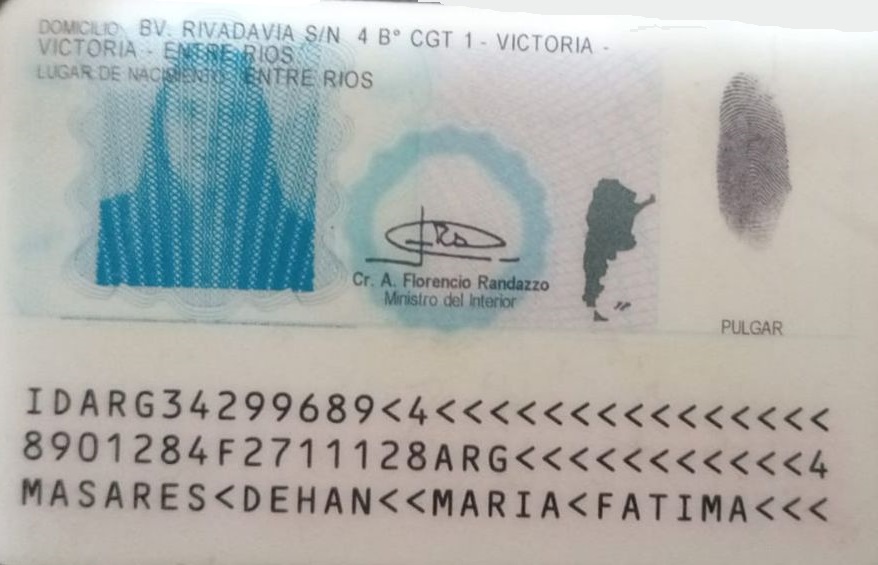 DOMICILIO: BV. RIVADAVIA S/N 4 B° CGT 1 - VICTORIA -
VICTORIA - ENTRE RIOS
LUGAR DE NACIMIENTO: ENTRE RIOS
Cr. A. Florencio Randazzo
Ministro del Interior
PULGAR
IDARG34299689<4<<<<<<<<<<<<<<<
8901284F2711128ARG<<<<<<<<<<<4
MASARES<DEHAN<<MARIA<FATIMA<<<